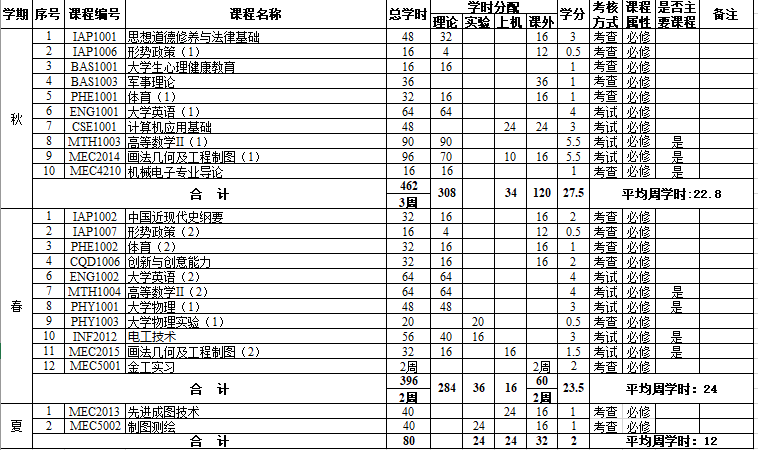 学期 序号 课程编号 课程名称 总学时 学时分配 学分 考核方式 课程属性 是否主要课程 备注
理论 实验 上机 课外
秋
1 IAP1001 思想道德修养与法律基础 48 32 16 3 考查 必修
2 IAP1006 形势政策（1） 16 4 12 0.5 考查 必修
3 BAS1001 大学生心理健康教育 16 16 1 考查 必修
4 BAS1003 军事理论 36 36 1 考查 必修
5 PHE1001 体育（1） 32 16 16 1 考查 必修
6 ENG1001 大学英语（1） 64 64 4 考试 必修
7 CSE1001 计算机应用基础 48 24 24 3 考试 必修
8 MTH1003 高等数学II（1） 90 90 5.5 考试 必修 是
9 MEC2014 画法几何及工程制图（1） 96 70 10 16 5.5 考试 必修 是
10 MEC4210 机械电子专业导论 16 16 1 考查 必修
合 计 462 308 34 120 27.5 平均周学时:22.8
3周
春
1 IAP1002 中国近现代史纲要 32 16 16 2 考查 必修
2 IAP1007 形势政策（2） 16 4 12 0.5 考查 必修
3 PHE1002 体育（2） 32 16 16 1 考查 必修
4 CQD1006 创新与创意能力 32 16 16 2 考查 必修
6 ENG1002 大学英语（2） 64 64 4 考试 必修
7 MTH1004 高等数学II（2） 64 64 4 考试 必修 是
8 PHY1001 大学物理（1） 48 48 3 考试 必修 是
9 PHY1003 大学物理实验（1） 20 20 0.5 考查 必修
10 INF2012 电工技术 56 40 16 3 考试 必修 是
11 MEC2015 画法几何及工程制图（2） 32 16 16 1.5 考试 必修 是
12 MEC5001 金工实习 2周 2周 2 考查 必修
合 计 396 284 36 16 60 23.5 平均周学时：24
2周 2周
夏
1 MEC2013 先进成图技术 40 24 16 1 考查 必修
2 MEC5002 制图测绘 40 24 16 1 考查 必修
合 计 80 24 24 32 2 平均周学时：12